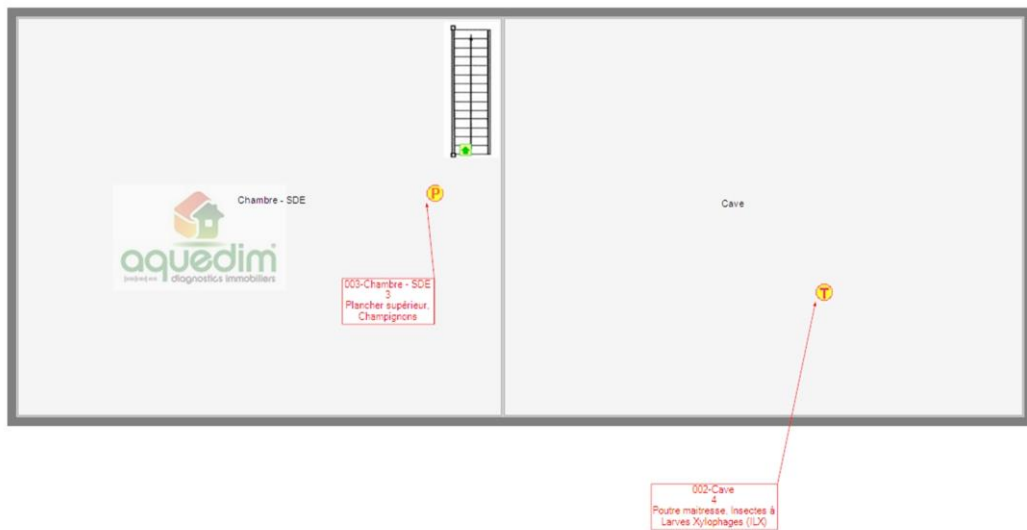 Chambre - SDE
P
Cave
aquedim
diagnostics immobiliers
003-Chambre - SDE
3
Plancher supérieur,
Champignons
T
002-Cave
4
Poutre maitresse, Insectes à
Larves Xylophages (ILX)